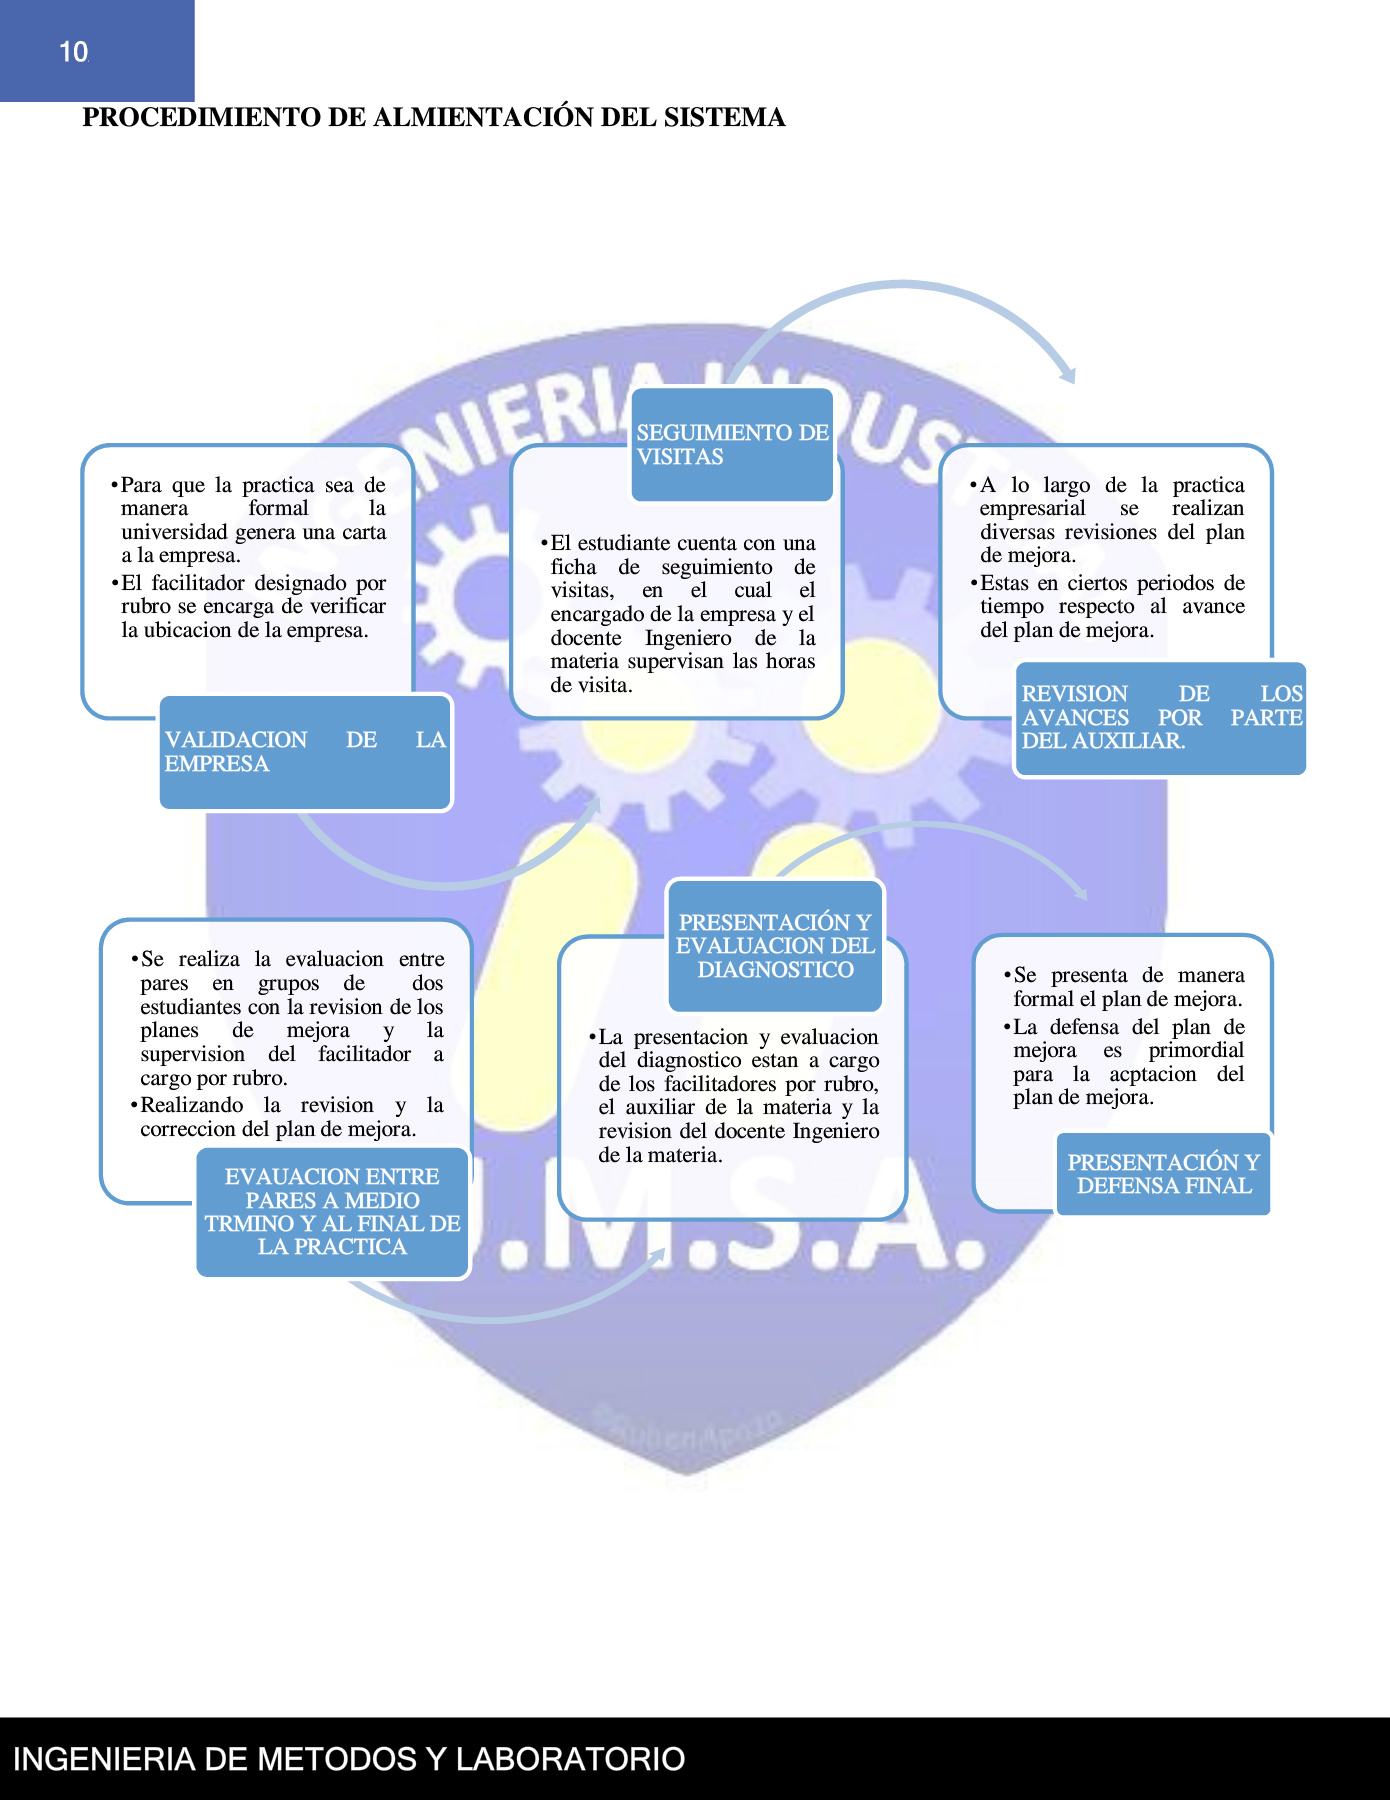 10
PROCEDIMIENTO DE ALMIENTACIÓN DEL SISTEMA
•Para que la practica sea de
manera formal la
universidad genera una carta
a la empresa.
•El facilitador designado por
rubro se encarga de verificar
la ubicacion de la empresa.
VALIDACION DE LA
EMPRESA
SEGUIMIENTO DE
VISITAS
•El estudiante cuenta con una
ficha de seguimiento de
visitas, en el cual el
encargado de la empresa y el
docente Ingeniero de la
materia supervisan las horas
de visita.
•A lo largo de la practica
empresarial se realizan
diversas revisiones del plan
de mejora.
•Estas en ciertos periodos de
tiempo respecto al avance
del plan de mejora.
REVISION DE LOS
AVANCES POR PARTE
DEL AUXILIAR.
•Se realiza la evaluacion entre
pares en grupos de dos
estudiantes con la revision de los
planes de mejora y la
supervision del facilitador a
cargo por rubro.
•Realizando la revision y la
correccion del plan de mejora.
EVAUACION ENTRE
PARES A MEDIO
TRMINO Y AL FINAL DE
LA PRACTICA
PRESENTACIÓN Y
EVALUACION DEL
DIAGNOSTICO
•La presentacion y evaluacion
del diagnostico estan a cargo
de los facilitadores por rubro,
el auxiliar de la materia y la
revision del docente Ingeniero
de la materia.
•Se presenta de manera
formal el plan de mejora.
•La defensa del plan de
mejora es primordial
para la acptacion del
plan de mejora.
PRESENTACIÓN Y
DEFENSA FINAL
.M.S.A.
INGENIERIA DE METODOS Y LABORATORIO